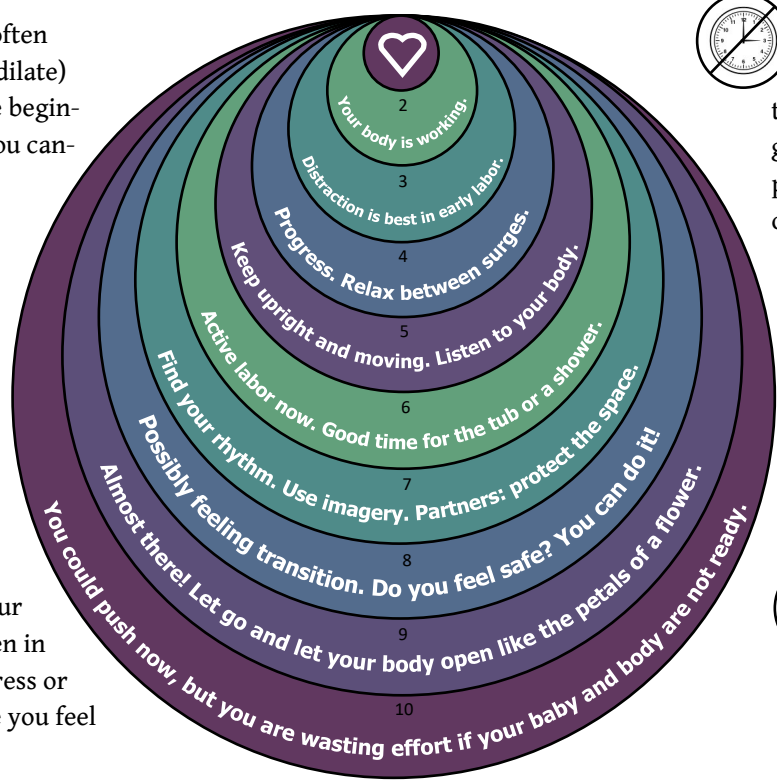 often
dilate)
e begin-
ou can-
2
Your body is working.
3
Distraction is best in early labor.
4
Progress. Relax between surges.
5
Keep upright and moving. Listen to your body.
6
Active labor now. Good time for the tub or a shower.
7
Find your rhythm. Use imagery. Partners: protect the space.
8
Possibly feeling transition. Do you feel safe? You can do it!
9
Almost there! Let go and let your body open like the petals of a flower.
10
You could push now, but you are wasting effort if your baby and body are not ready.
ur
en in
ress or
e you feel